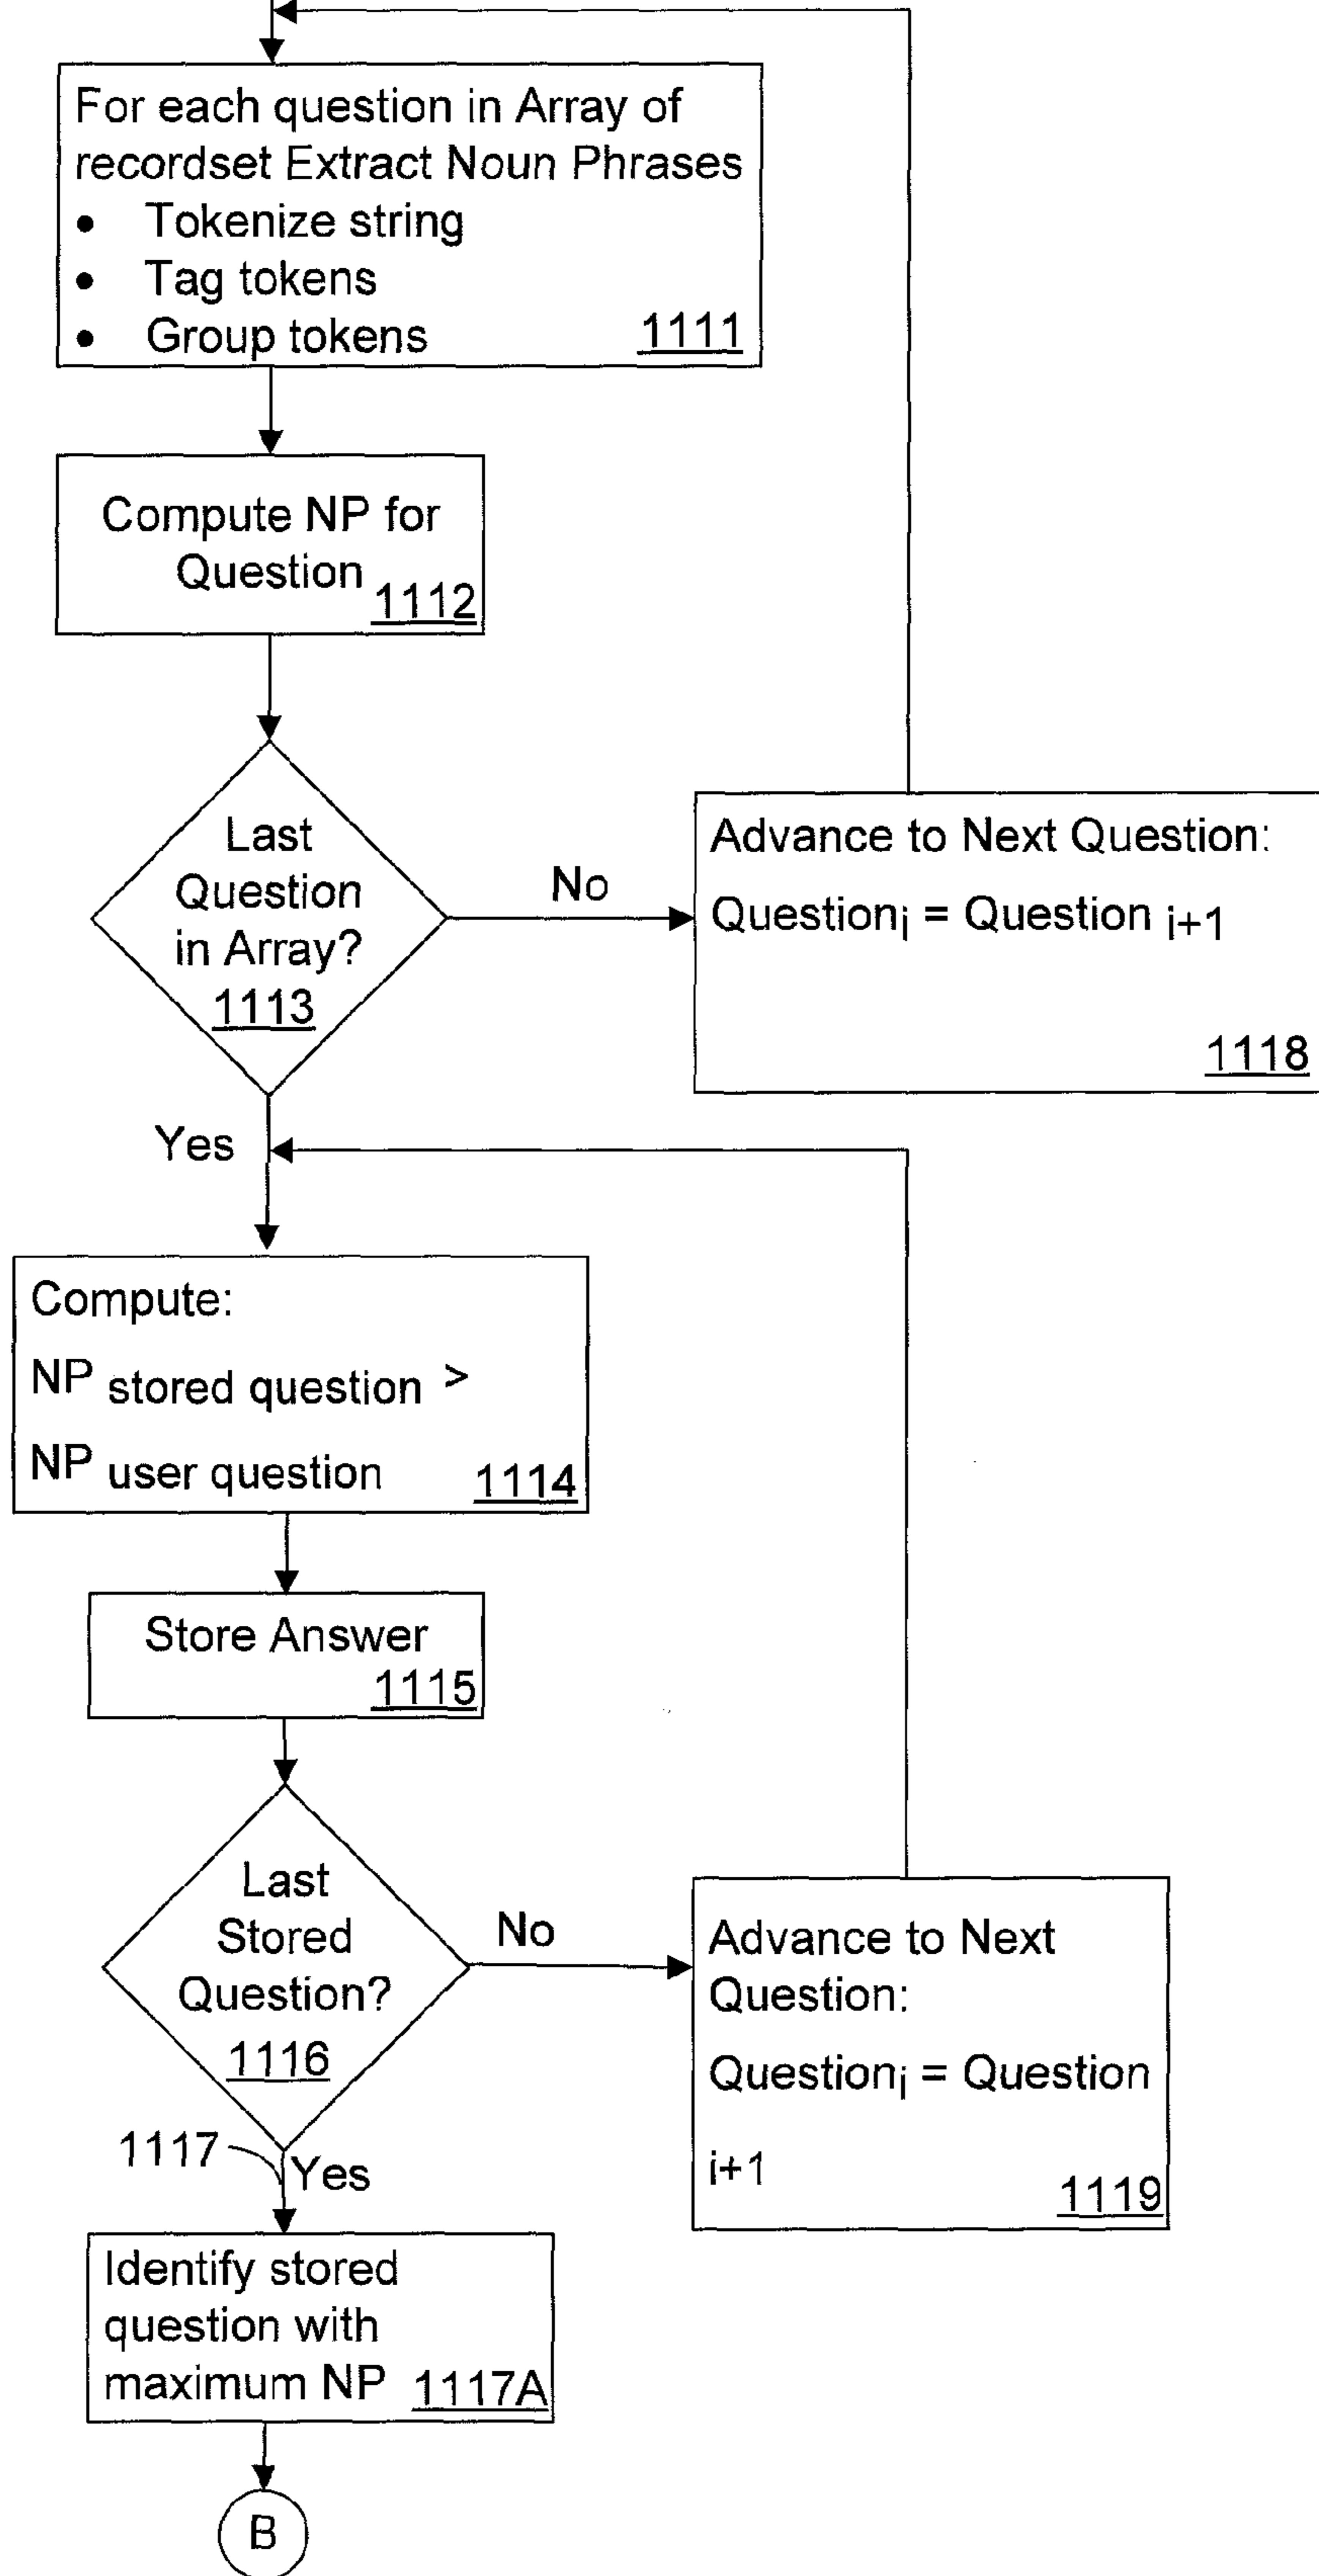 For each question in Array of
recordset Extract Noun Phrases
• Tokenize string
• Tag tokens
• Group tokens 1111
Compute NP for
Question 1112
Last
Question
in Array?
1113
No
Advance to Next Question:
Questioni = Question i+1
1118
Yes
Compute:
NP stored question >
NP user question 1114
Store Answer
1115
Last
Stored
Question?
1116
No
Advance to Next
Question:
Questioni = Question
i+1
1119
1117
Yes
Identify stored
question with
maximum NP 1117A
B